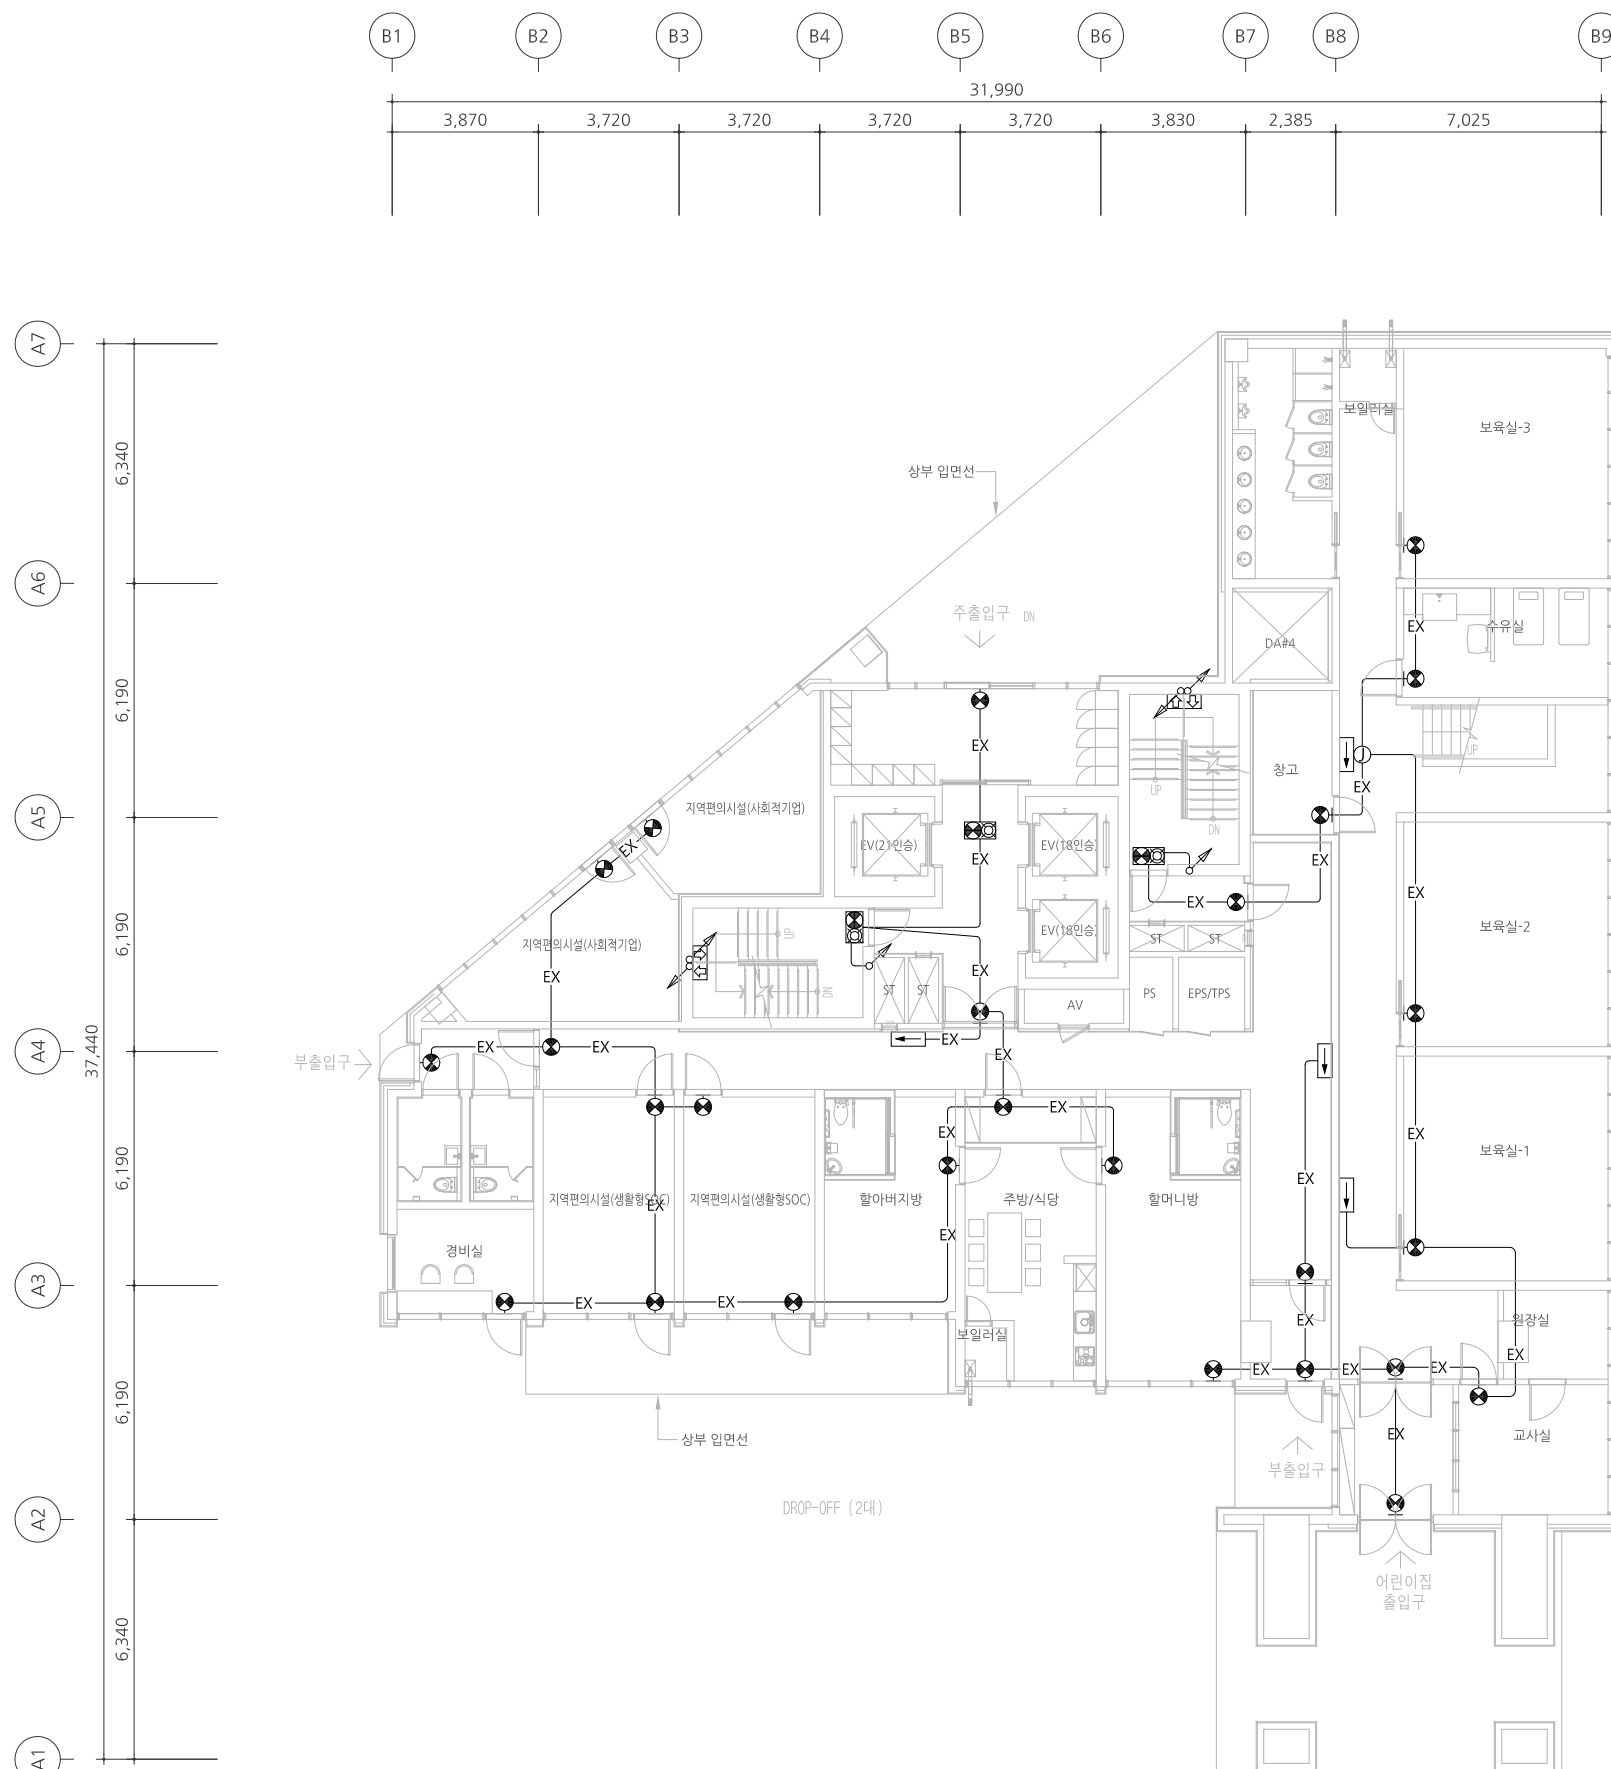 B1 B2 B3 B4 B5 B6 B7 B8 B9
31,990
3,870 3,720 3,720 3,720 3,720 3,830 2,385 7,025
A7
6,340
A6
6,190
A5
6,190
A4
37,440
6,190
A3
6,190
A2
6,340
A1
보일러실
보육실-3
상부 입면선
주출입구 DN
DA#4
EX
수유실
EX
창고
J
UP
UP
DN
EX
지역편의시설(사회적기업)
EX
EV(21인승)
EV(18인승)
EX
EX
EX
EX
보육실-2
지역편의시설(사회적기업)
UP
EV(18인승)
ST
ST
EX
EX
ST
ST
DN
AV
PS
EPS/TPS
부출입구
EX
EX
EX
EX
EX
EX
EX
보육실-1
지역편의시설(생활형SOC)
EX
지역편의시설(생활형SOC)
할아버지방
주방/식당
할머니방
EX
EX
경비실
EX
EX
보일러실
EX
원장실
EX
EX
EX
EX
상부 입면선
EX
교사실
부출입구
DROP-OFF (2대)
어린이집
출입구